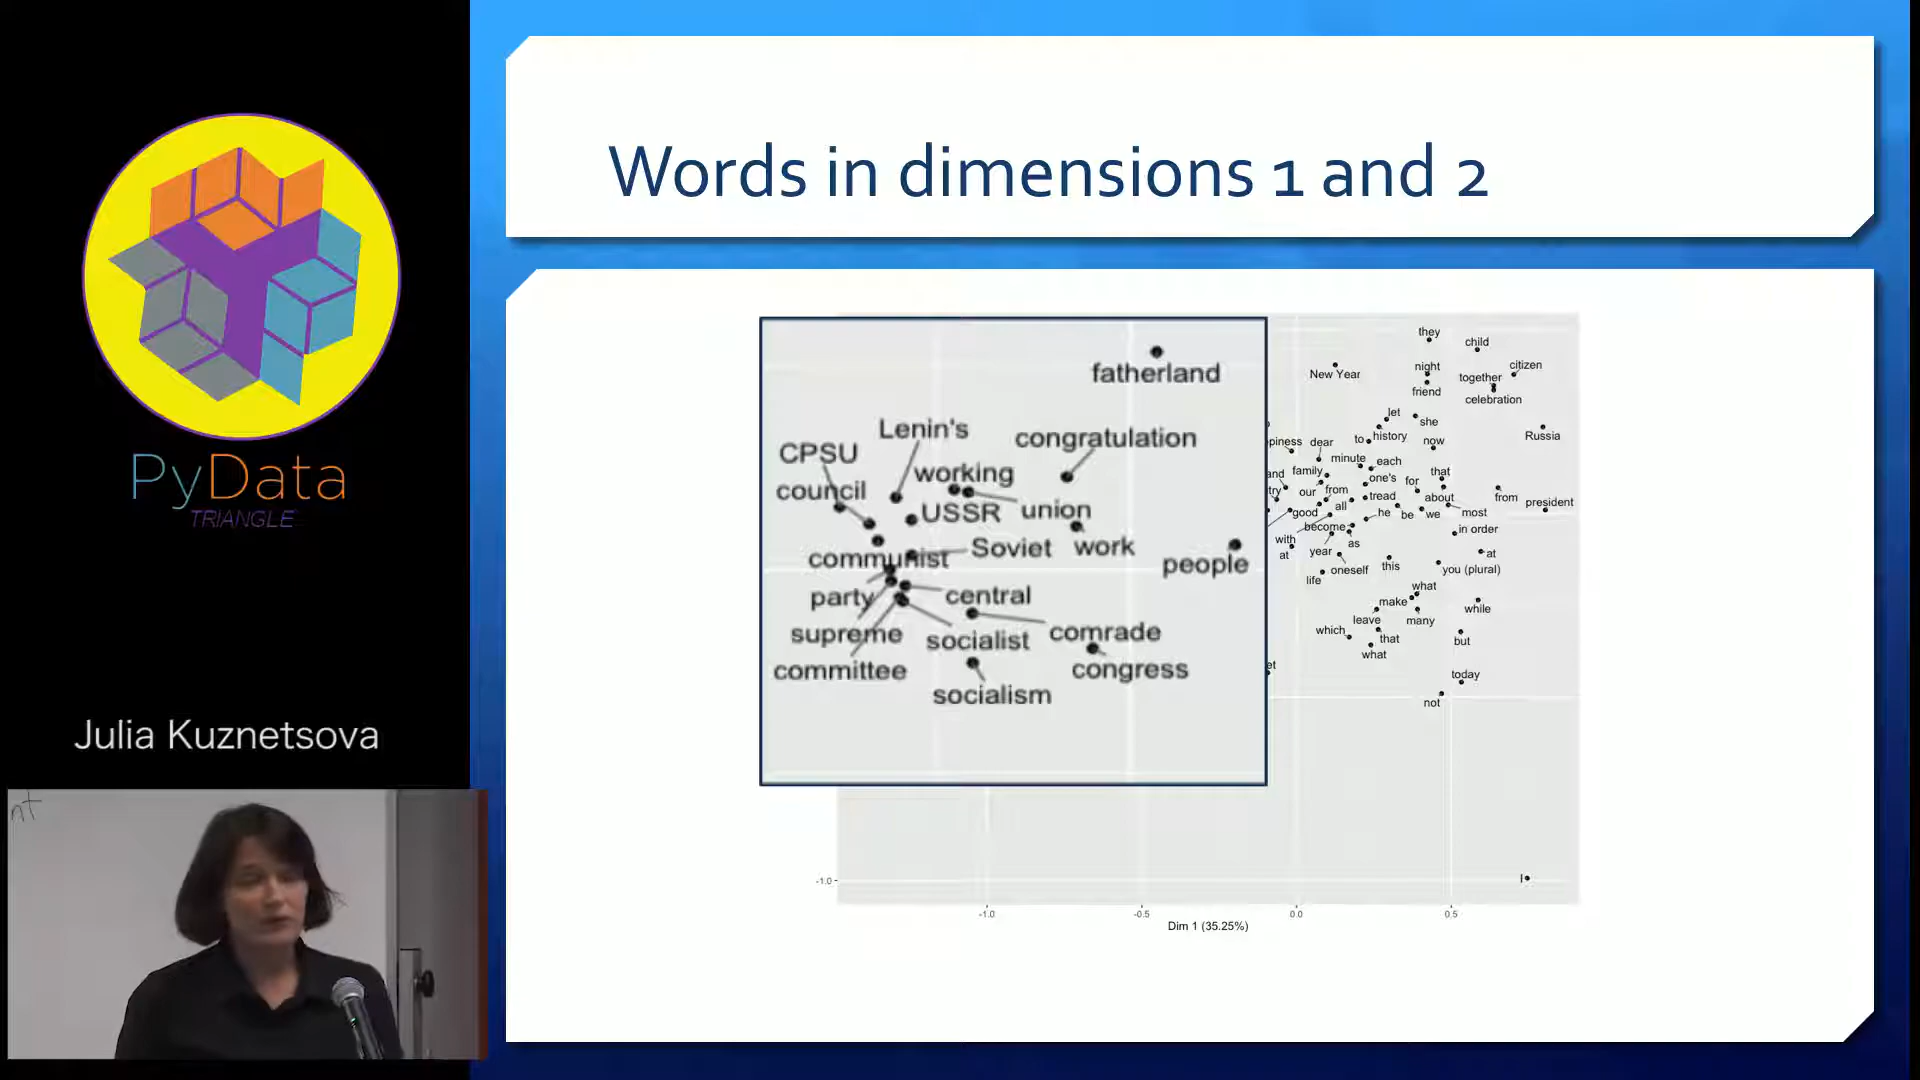 PyData
TRIANGLE
Julia Kuznetsova
Words in dimensions 1 and 2
fatherland
Lenin's
congratulation
CPSU
working
council
USSR
union
communist
Soviet
work
people
party
central
supreme
socialist
comrade
committee
congress
socialism
they
child
New Year
night
citizen
together
friend
celebration
let
she
Russia
piness
dear
to
history
now
minute
each
and
family
one's
for
that
try
our
from
tread
about
from
president
good
all
he
be
we
most
become
in order
with
as
at
year
at
oneself
this
you (plural)
life
what
make
while
leave
many
which
that
but
what
et
today
not
I
-1.0
-1.0
-0.5
0.0
0.5
Dim 1 (35.25%)